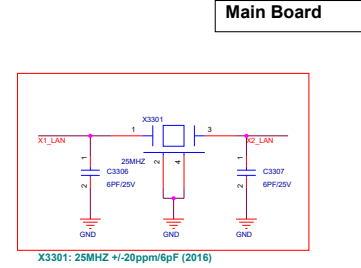 Main Board
X3301
1
3
X1_LAN
X2_LAN
1
25MHZ
2
4
1
C3306
C3307
2
6PF/25V
2
6PF/25V
GND
GND
GND
X3301: 25MHZ +/-20ppm/6pF (2016)